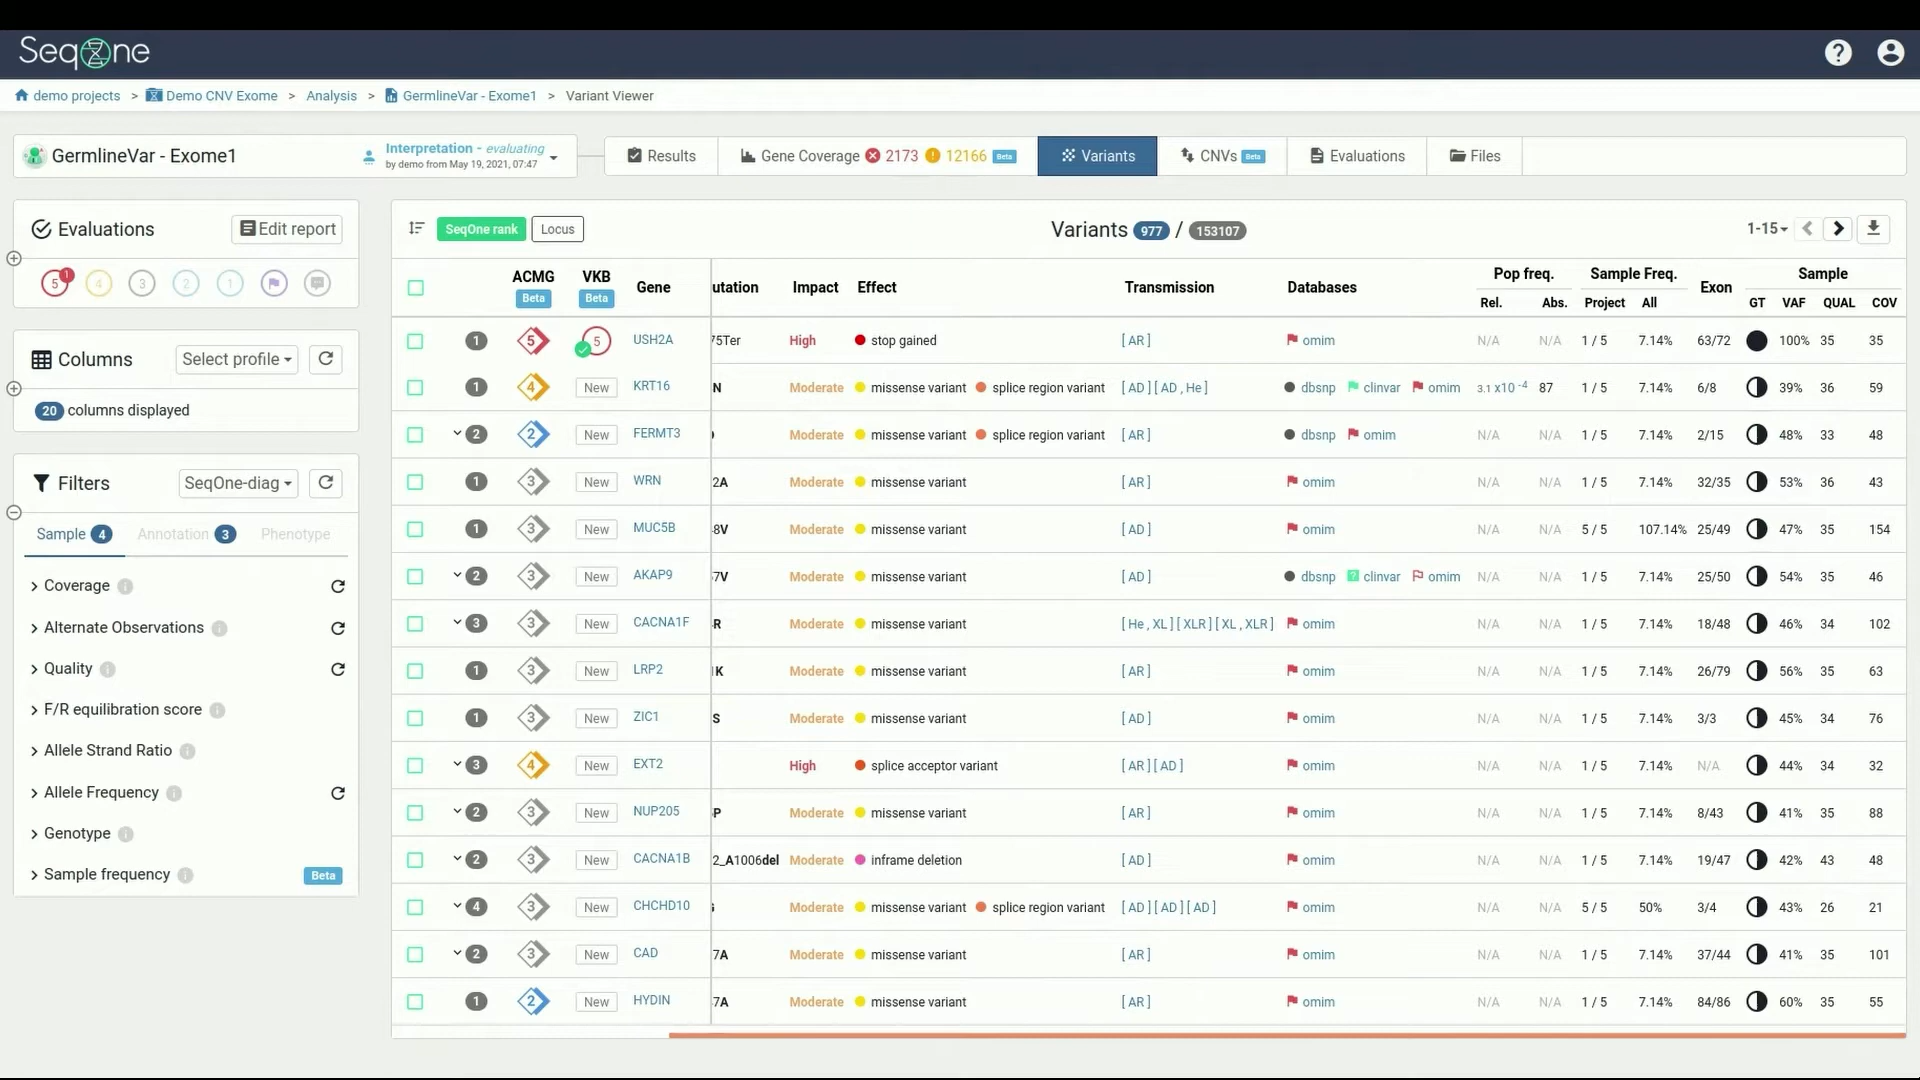 SeqOne
demo projects > Demo CNV Exome > Analysis > GermlineVar - Exome1 > Variant Viewer
GermlineVar - Exome1
Interpretation - evaluating
by demo from May 19, 2021, 07:47
Results
Gene Coverage 2173 12166 Beta
Variants
CNVs Beta
Evaluations
Files
Evaluations Edit report
5 1 4 3 2 1
Columns Select profile
20 columns displayed
Filters SeqOne-diag
Sample 4 Annotation 3 Phenotype
Coverage
Alternate Observations
Quality
F/R equilibration score
Allele Strand Ratio
Allele Frequency
Genotype
Sample frequency Beta
SeqOne rank Locus Variants 977 / 153107 1-15
ACMG VKB Gene utation Impact Effect Transmission Databases Pop freq. Sample Freq. Exon Sample
Beta Beta Rel. Abs. Project All GT VAF QUAL COV
1 5 5 USH2A 75Ter High stop gained [ AR ] omim N/A N/A 1 / 5 7.14% 63/72 100% 35 35
1 4 New KRT16 N Moderate missense variant splice region variant [ AD ] [ AD , He ] dbsnp clinvar omim 3.1 x10 -4 87 1 / 5 7.14% 6/8 39% 36 59
2 2 New FERMT3 Moderate missense variant splice region variant [ AR ] dbsnp omim N/A N/A 1 / 5 7.14% 2/15 48% 33 48
1 3 New WRN 2A Moderate missense variant [ AR ] omim N/A N/A 1 / 5 7.14% 32/35 53% 36 43
1 3 New MUC5B 8V Moderate missense variant [ AD ] omim N/A N/A 5 / 5 107.14% 25/49 47% 35 154
2 3 New AKAP9 7V Moderate missense variant [ AD ] dbsnp clinvar omim N/A N/A 1 / 5 7.14% 25/50 54% 35 46
3 3 New CACNA1F R Moderate missense variant [ He , XL ] [ XLR ] [ XL , XLR ] omim N/A N/A 1 / 5 7.14% 18/48 46% 34 102
1 3 New LRP2 K Moderate missense variant [ AR ] omim N/A N/A 1 / 5 7.14% 26/79 56% 35 63
1 3 New ZIC1 S Moderate missense variant [ AD ] omim N/A N/A 1 / 5 7.14% 3/3 45% 34 76
3 4 New EXT2 High splice acceptor variant [ AR ] [ AD ] omim N/A N/A 1 / 5 7.14% N/A 44% 34 32
2 3 New NUP205 P Moderate missense variant [ AR ] omim N/A N/A 1 / 5 7.14% 8/43 41% 35 88
2 3 New CACNA1B 2_A1006del Moderate inframe deletion [ AD ] omim N/A N/A 1 / 5 7.14% 19/47 42% 43 48
4 3 New CHCHD10 Moderate missense variant splice region variant [ AD ] [ AD ] [ AD ] omim N/A N/A 5 / 5 50% 3/4 43% 26 21
2 3 New CAD 7A Moderate missense variant [ AR ] omim N/A N/A 1 / 5 7.14% 37/44 41% 35 101
1 2 New HYDIN 7A Moderate missense variant [ AR ] omim N/A N/A 1 / 5 7.14% 84/86 60% 35 55